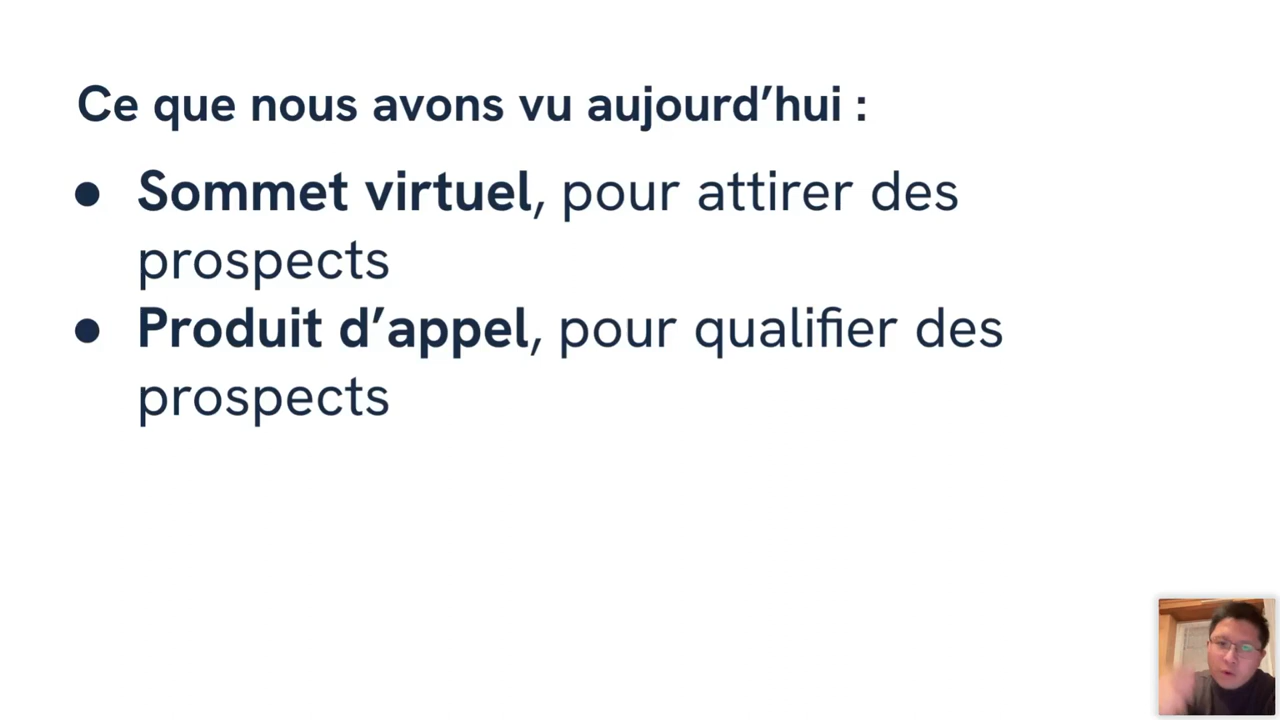 Ce que nous avons vu aujourd’hui :
● Sommet virtuel, pour attirer des
prospects
● Produit d’appel, pour qualifier des
prospects